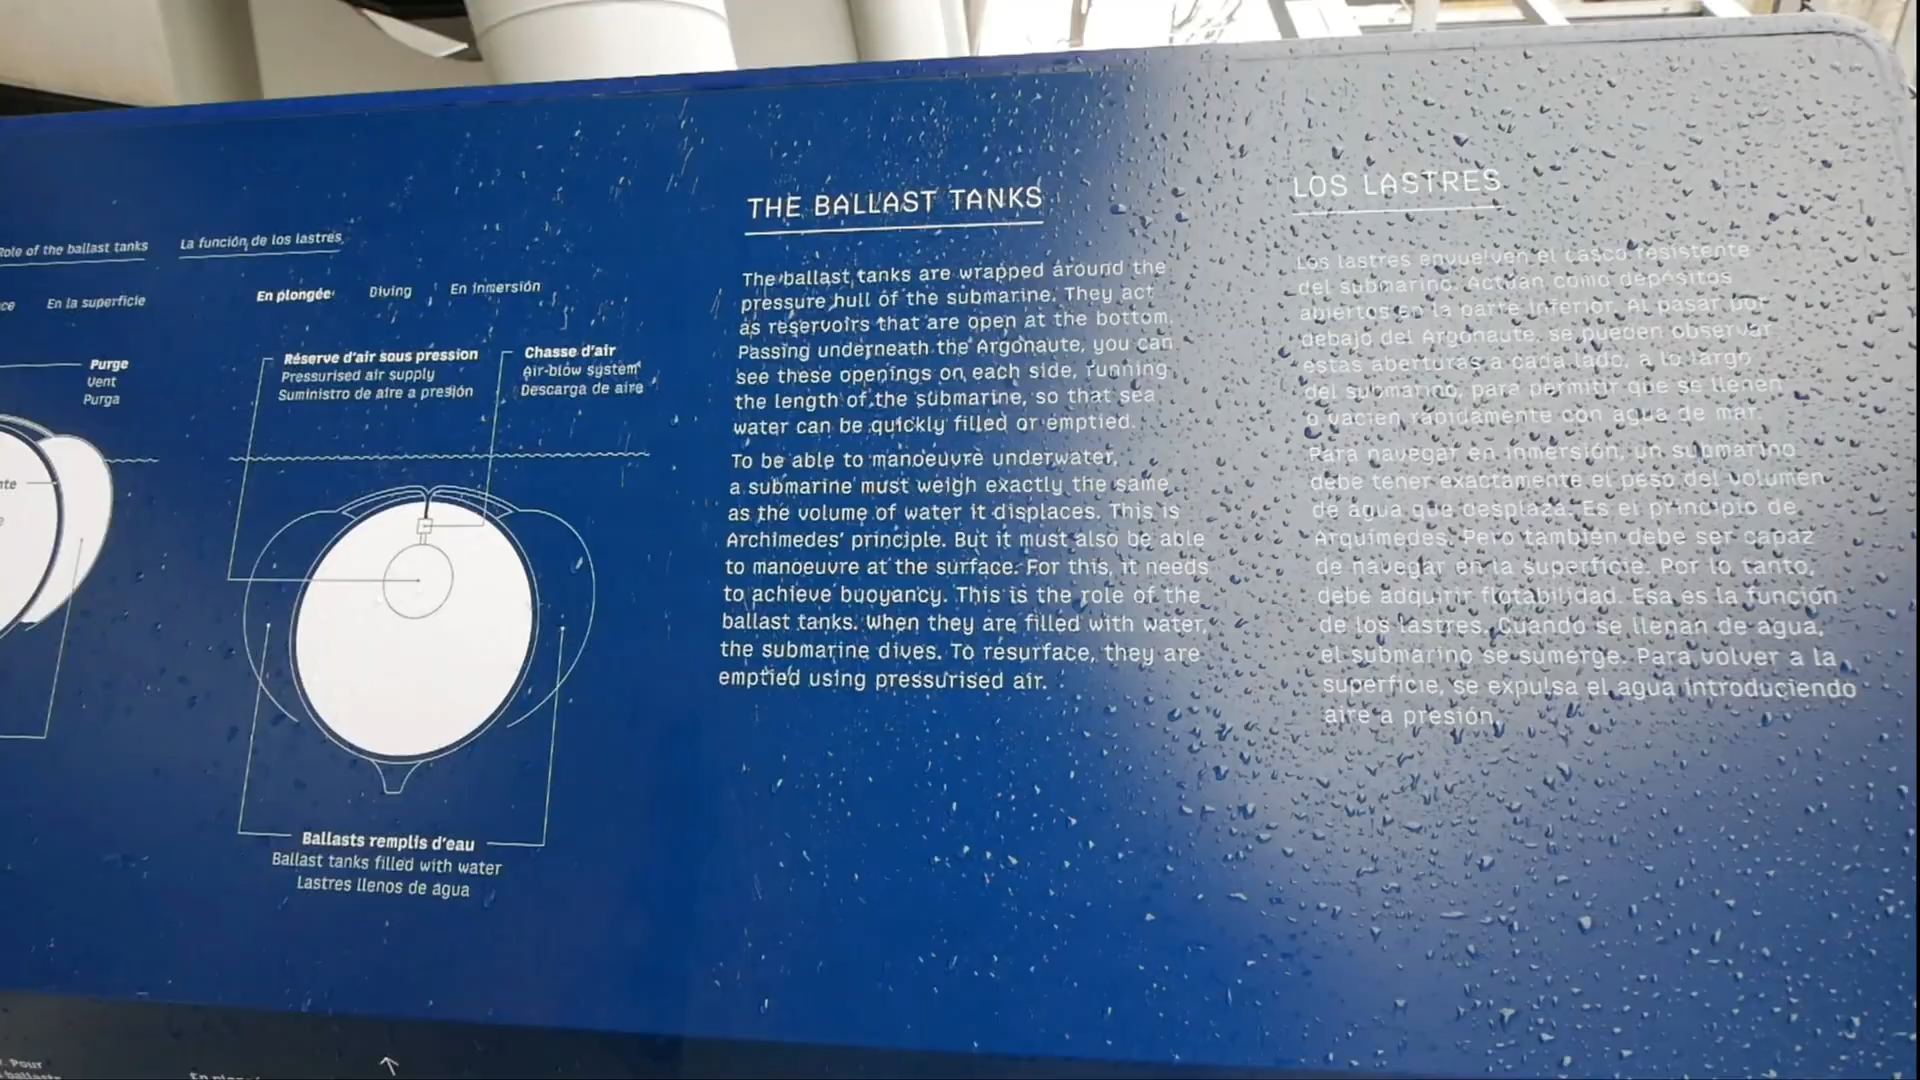 Role of the ballast tanks
La función de los lastres
En la superficie
En plongée
Diving
En inmersión
Purge
Vent
Purga
Réserve d'air sous pression
Pressurised air supply
Suministro de aire a presión
Chasse d'air
Air-blow system
Descarga de aire
Ballasts remplis d'eau
Ballast tanks filled with water
Lastres llenos de agua
THE BALLAST TANKS
The ballast tanks are wrapped around the
pressure hull of the submarine. They act
as reservoirs that are open at the bottom.
Passing underneath the Argonaute, you can
see these openings on each side, running
the length of the submarine, so that sea
water can be quickly filled or emptied.
To be able to manoeuvre underwater,
a submarine must weigh exactly the same
as the volume of water it displaces. This is
Archimedes' principle. But it must also be able
to manoeuvre at the surface. For this, it needs
to achieve buoyancy. This is the role of the
ballast tanks. When they are filled with water,
the submarine dives. To resurface, they are
emptied using pressurised air.
LOS LASTRES
Los lastres envuelven el casco resistente
del submarino. Actúan como depósitos
abiertos en la parte inferior. Al pasar por
debajo del Argonaute, se pueden observar
estas aberturas a cada lado, a lo largo
del submarino, para permitir que se llenen
o vacíen rápidamente con agua de mar.
Para navegar en inmersión, un submarino
debe tener exactamente el peso del volumen
de agua que desplaza. Es el principio de
Arquímedes. Pero también debe ser capaz
de navegar en la superficie. Por lo tanto,
debe adquirir flotabilidad. Esa es la función
de los lastres. Cuando se llenan de agua,
el submarino se sumerge. Para volver a la
superficie, se expulsa el agua introduciendo
aire a presión.
Pour